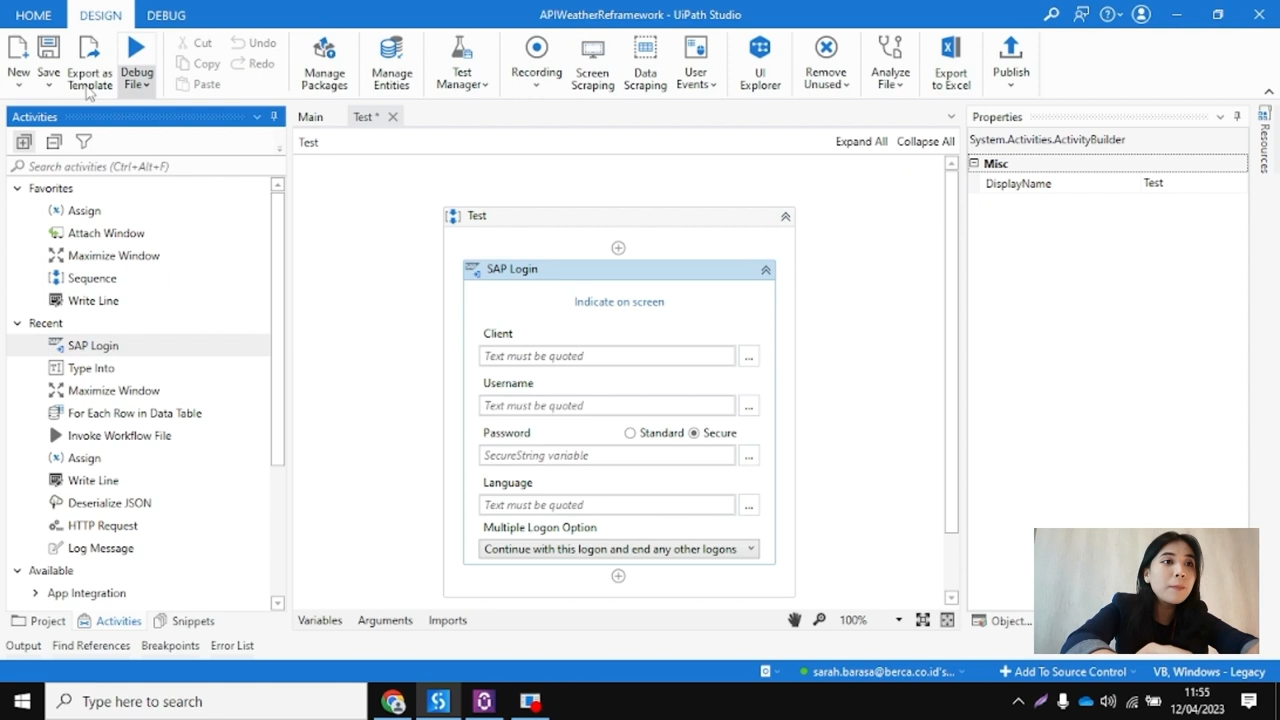 HOME DESIGN DEBUG
APIWeatherReframework - UiPath Studio
New
Save
Export as Template
Debug File
Cut
Copy
Paste
Undo
Redo
Manage Packages
Manage Entities
Test Manager
Recording
Screen Scraping
Data Scraping
User Events
UI Explorer
Remove Unused
Analyze File
Export to Excel
Publish
Activities
Search activities (Ctrl+Alt+F)
Favorites
Assign
Attach Window
Maximize Window
Sequence
Write Line
Recent
SAP Login
Type Into
Maximize Window
For Each Row in Data Table
Invoke Workflow File
Assign
Write Line
Deserialize JSON
HTTP Request
Log Message
Available
App Integration
Project Activities Snippets
Main Test *
Test Expand All Collapse All
Test
SAP Login
Indicate on screen
Client
Text must be quoted ...
Username
Text must be quoted ...
Password Standard Secure
SecureString variable ...
Language
Text must be quoted ...
Multiple Logon Option
Continue with this logon and end any other logons
Variables Arguments Imports 100%
Properties
System.Activities.ActivityBuilder
Misc
DisplayName Test
Resources
Objec...
Output Find References Breakpoints Error List
sarah.barasa@berca.co.id's... Add To Source Control VB, Windows - Legacy
Type here to search
11:55
12/04/2023